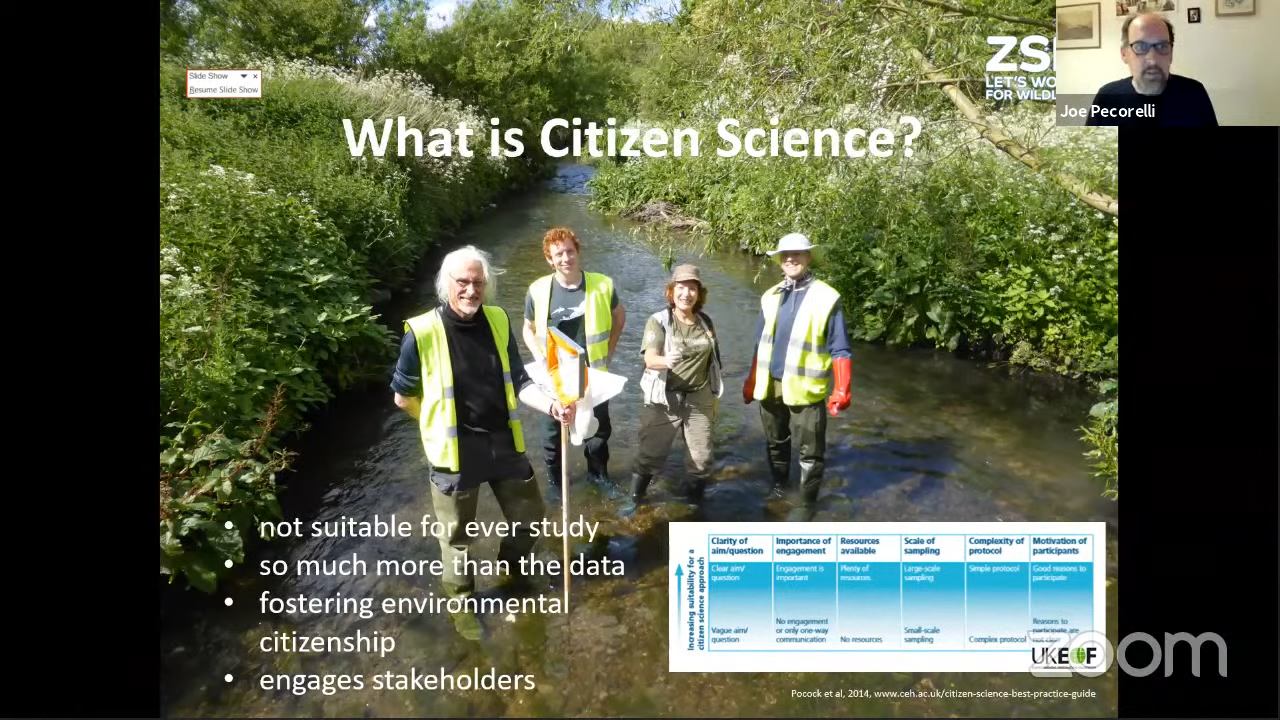 Slide Show
Resume Slide Show
ZS
LET'S WO
FOR WILDL
Joe Pecorelli
What is Citizen Science?
• not suitable for ever study
• so much more than the data
• fostering environmental
citizenship
• engages stakeholders
Increasing suitability for a
citizen science approach
Clarity of
aim/question
Importance of
engagement
Resources
available
Scale of
sampling
Complexity of
protocol
Motivation of
participants
Clear aim/
question
Engagement is
important
Plenty of
resources
Large-scale
sampling
Simple protocol
Good reasons to
participate
Vague aim/
question
No engagement
or only one-way
communication
No resources
Small-scale
sampling
Complex protocol
Reasons to
participate are
UKEOF
zoom
Pocock et al, 2014, www.ceh.ac.uk/citizen-science-best-practice-guide